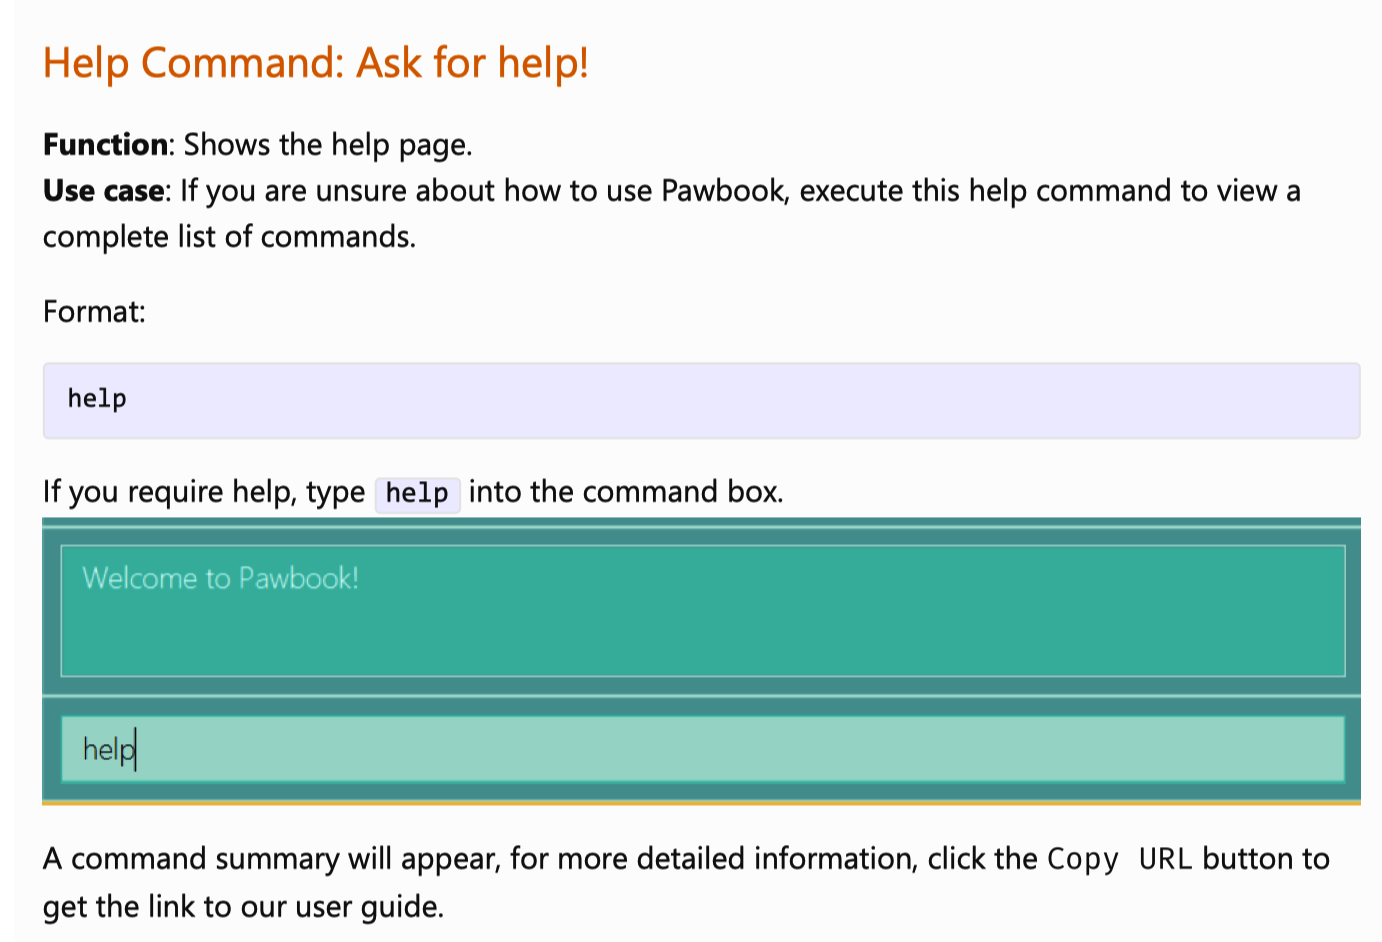 Help Command: Ask for help!
Function: Shows the help page.
Use case: If you are unsure about how to use Pawbook, execute this help command to view a
complete list of commands.
Format:
help
If you require help, type help into the command box.
Welcome to Pawbook!
help
A command summary will appear, for more detailed information, click the Copy URL button to
get the link to our user guide.